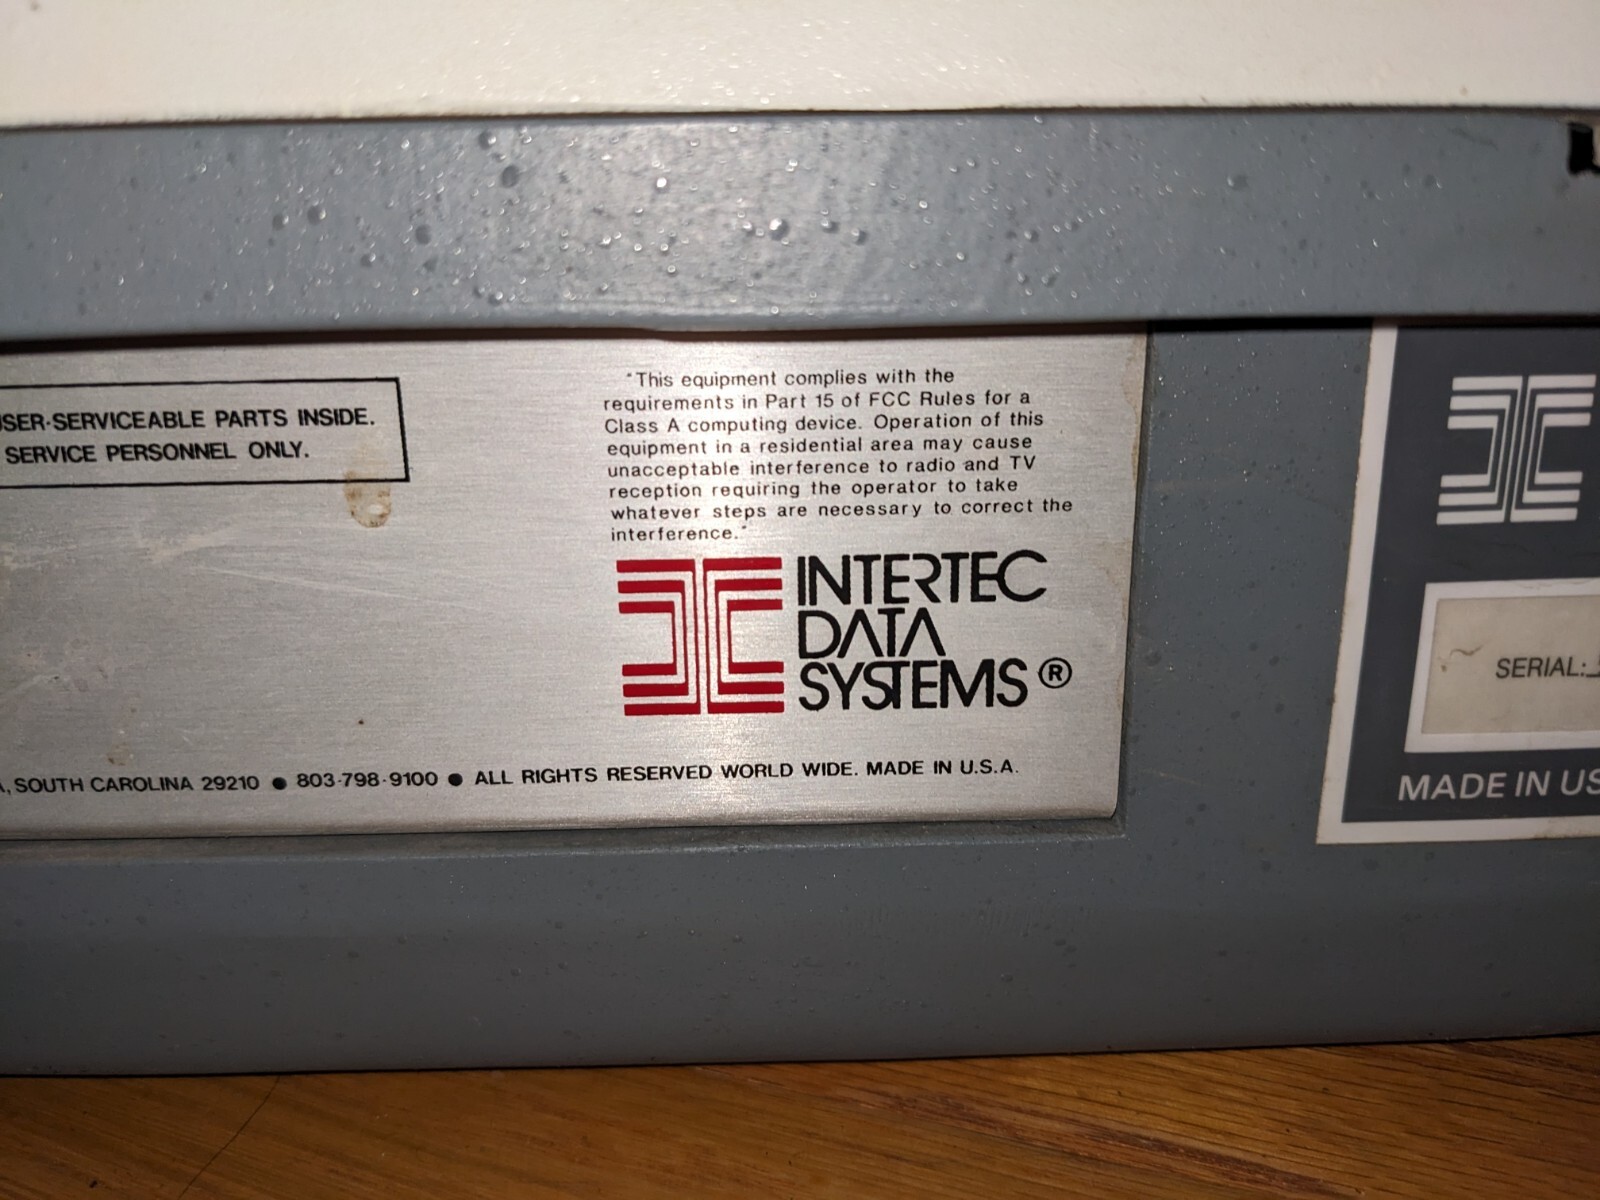 USER-SERVICEABLE PARTS INSIDE.
SERVICE PERSONNEL ONLY.
"This equipment complies with the
requirements in Part 15 of FCC Rules for a
Class A computing device. Operation of this
equipment in a residential area may cause
unacceptable interference to radio and TV
reception requiring the operator to take
whatever steps are necessary to correct the
interference."
INTERTEC
DATA
SYSTEMS®
, SOUTH CAROLINA 29210 ● 803-798-9100 ● ALL RIGHTS RESERVED WORLD WIDE. MADE IN U.S.A.
SERIAL:
MADE IN US